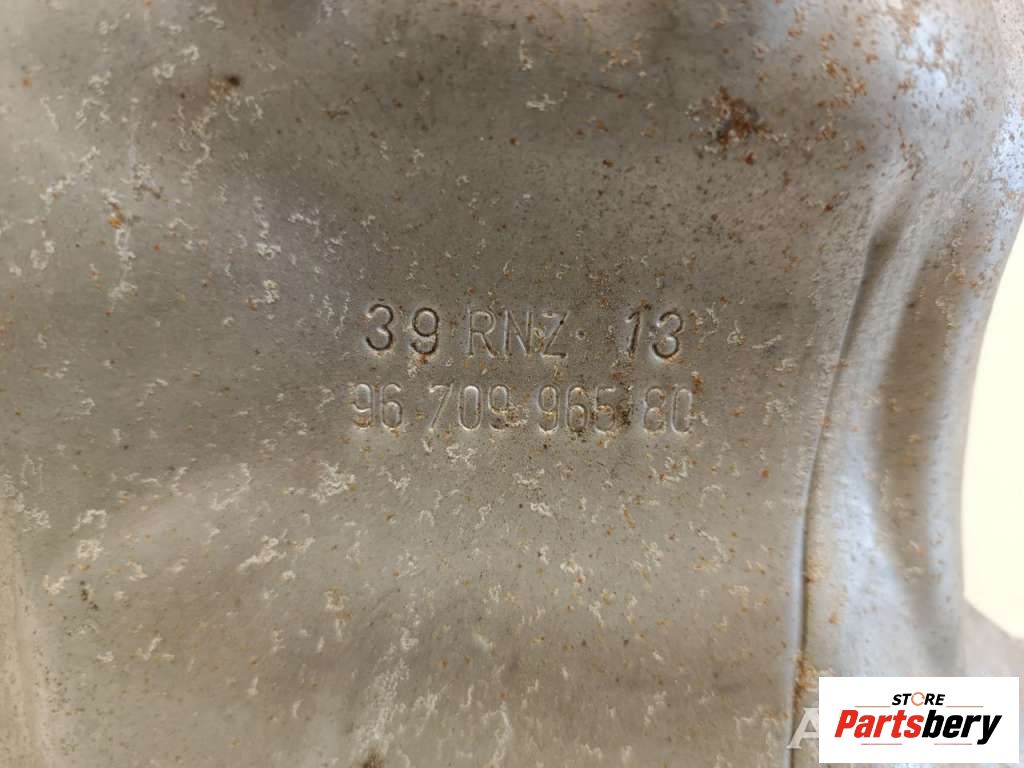 39 RNZ 13
96 709 965 80
STORE
Partsbery
A